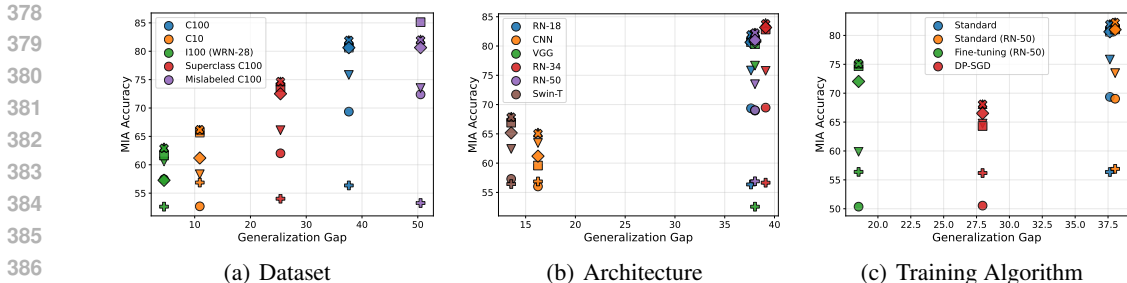 378
379
380
381
382
383
384
385
386
MIA Accuracy
85
80
75
70
65
60
55
C100
C10
I100 (WRN-28)
Superclass C100
Mislabeled C100
10
20
30
40
50
Generalization Gap
(a) Dataset
MIA Accuracy
85
80
75
70
65
60
55
RN-18
CNN
VGG
RN-34
RN-50
Swin-T
15
20
25
30
35
40
Generalization Gap
(b) Architecture
MIA Accuracy
80
75
70
65
60
55
50
Standard
Standard (RN-50)
Fine-tuning (RN-50)
DP-SGD
20.0
22.5
25.0
27.5
30.0
32.5
35.0
37.5
Generalization Gap
(c) Training Algorithm